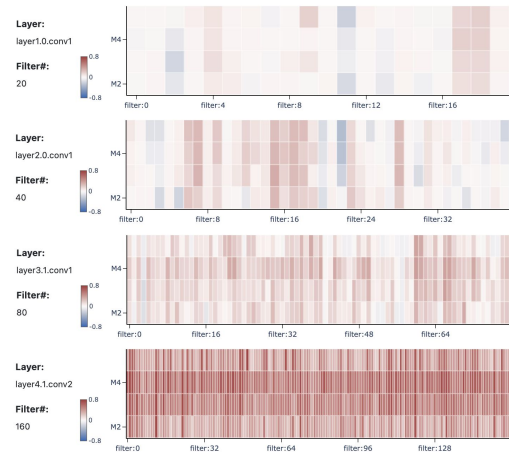 Layer:
layer1.0.conv1
Filter#:
20
0.8
0
-0.8
M4
M2
filter:0
filter:4
filter:8
filter:12
filter:16
Layer:
layer2.0.conv1
Filter#:
40
0.8
0
-0.8
M4
M2
filter:0
filter:8
filter:16
filter:24
filter:32
Layer:
layer3.1.conv1
Filter#:
80
0.8
0
-0.8
M4
M2
filter:0
filter:16
filter:32
filter:48
filter:64
Layer:
layer4.1.conv2
Filter#:
160
0.8
0
-0.8
M4
M2
filter:0
filter:32
filter:64
filter:96
filter:128